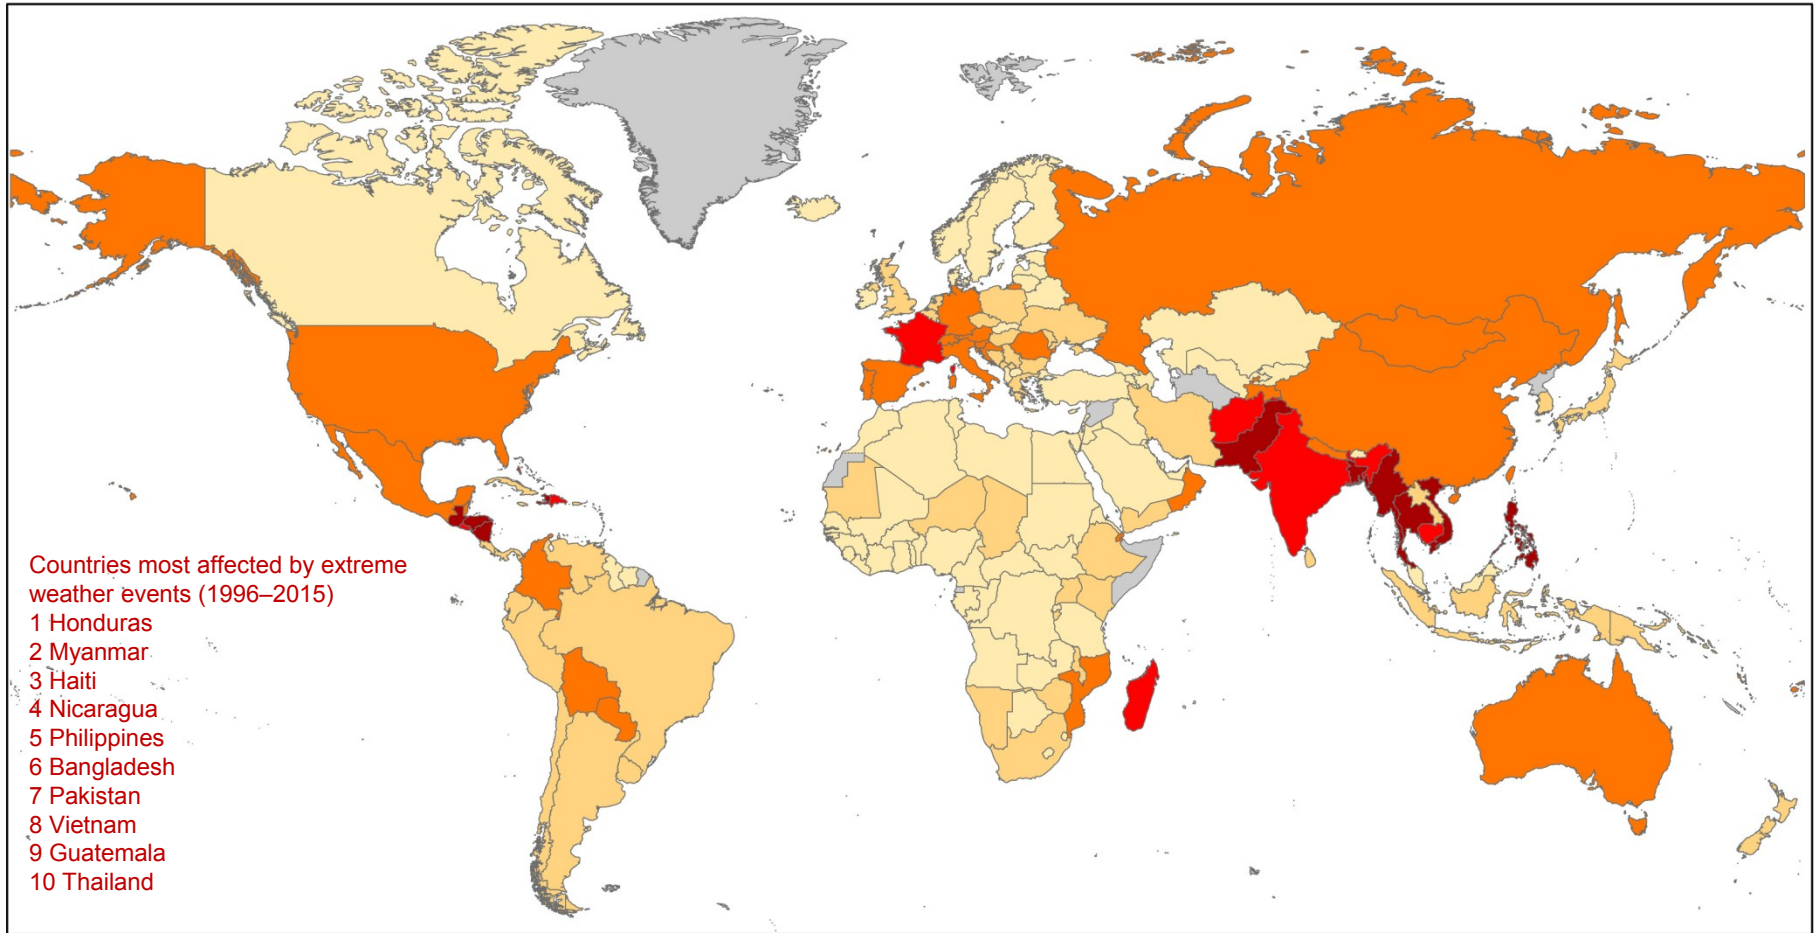 Countries most affected by extreme
weather events (1996–2015)
1 Honduras
2 Myanmar
3 Haiti
4 Nicaragua
5 Philippines
6 Bangladesh
7 Pakistan
8 Vietnam
9 Guatemala
10 Thailand